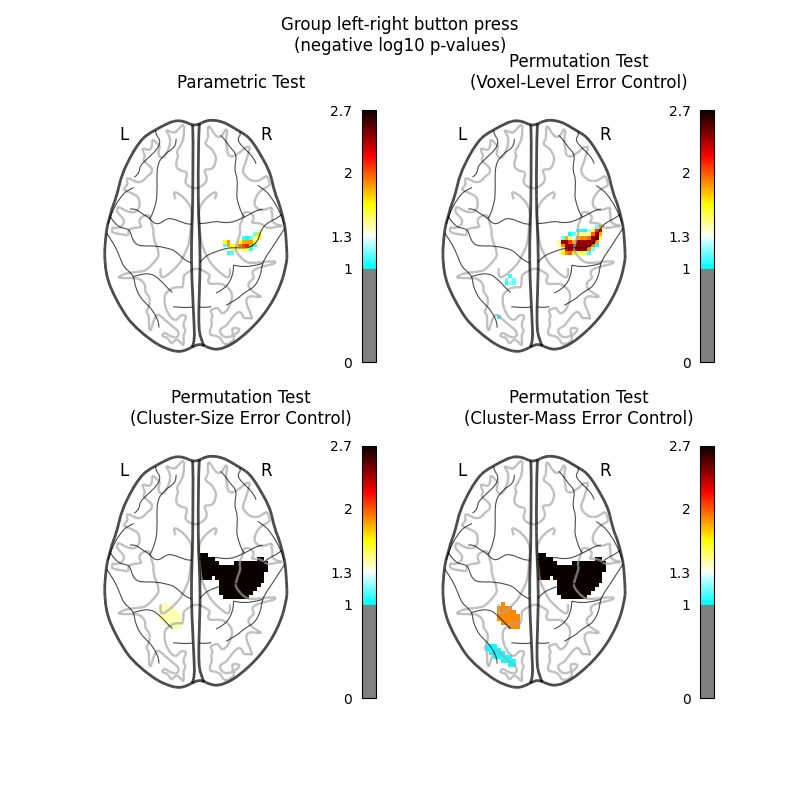 Group left-right button press
(negative log10 p-values)
Parametric Test
L
R
2.7
2
1.3
1
0
Permutation Test
(Voxel-Level Error Control)
L
R
2.7
2
1.3
1
0
Permutation Test
(Cluster-Size Error Control)
L
R
2.7
2
1.3
1
0
Permutation Test
(Cluster-Mass Error Control)
L
R
2.7
2
1.3
1
0